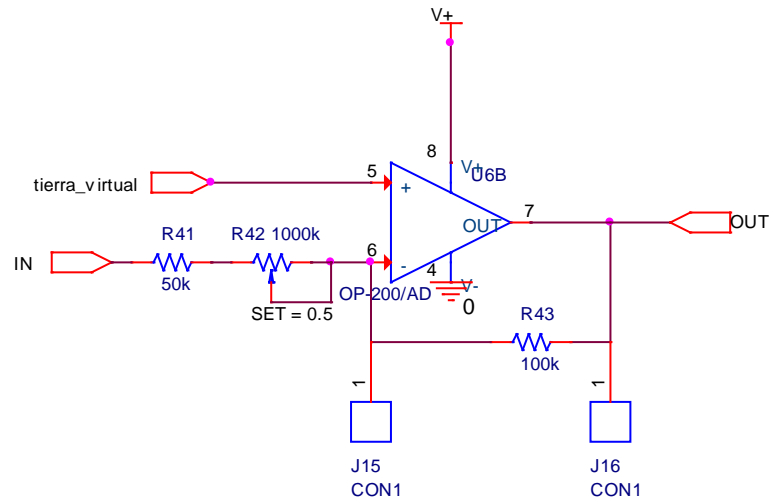 V+
8
V+
U6B
tierra_virtual
5
+
7
OUT
OUT
R41
R42 1000k
6
-
IN
4
V-
50k
OP-200/AD
0
SET = 0.5
R43
100k
1
1
J15
CON1
J16
CON1